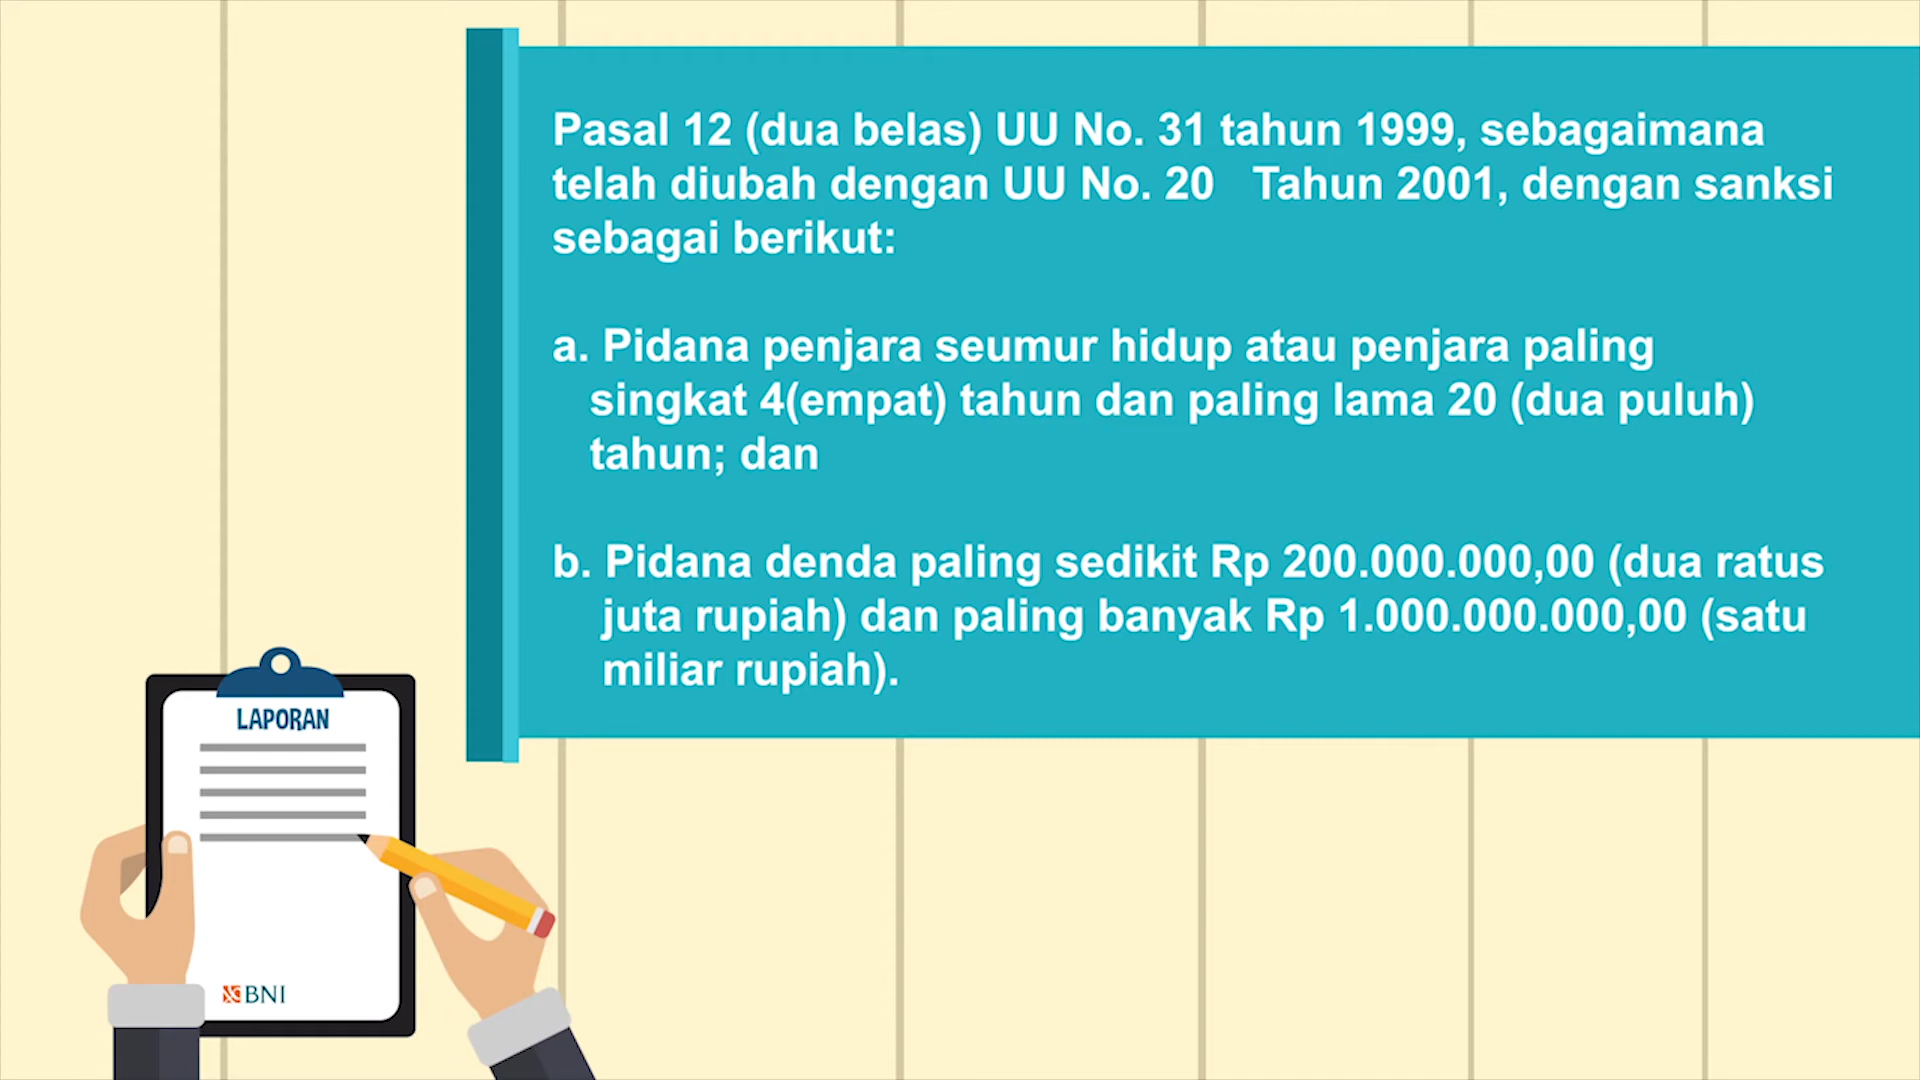 Pasal 12 (dua belas) UU No. 31 tahun 1999, sebagaimana
telah diubah dengan UU No. 20 Tahun 2001, dengan sanksi
sebagai berikut:
a. Pidana penjara seumur hidup atau penjara paling
singkat 4(empat) tahun dan paling lama 20 (dua puluh)
tahun; dan
b. Pidana denda paling sedikit Rp 200.000.000,00 (dua ratus
juta rupiah) dan paling banyak Rp 1.000.000.000,00 (satu
miliar rupiah).
LAPORAN
BNI